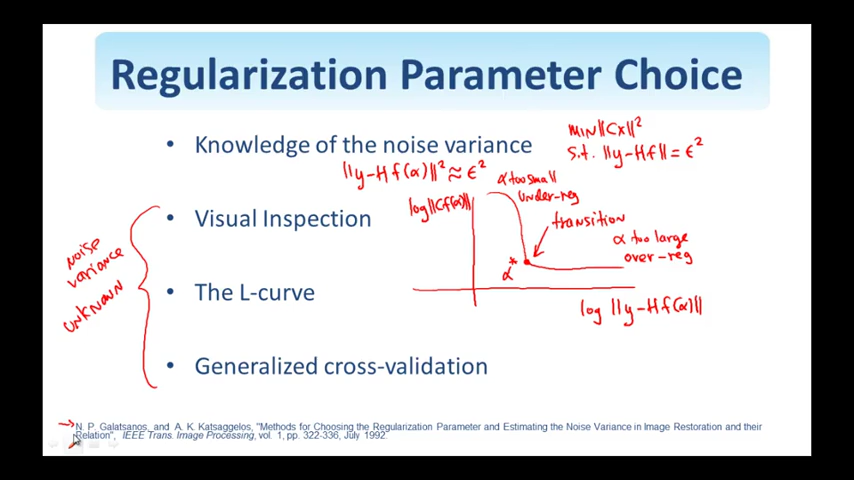 Regularization Parameter Choice
• Knowledge of the noise variance
MIN ||Cx||²
s.t. ||y-Hf|| = ϵ²
||y-Hf(α)||² ≈ ϵ²
α too small
under-reg
log||Cf(α)||
transition
α too large
over-reg
α*
log ||y-Hf(α)||
noise
variance
unknown
• Visual Inspection
• The L-curve
• Generalized cross-validation
N. P. Galatsanos, and A. K. Katsaggelos, "Methods for Choosing the Regularization Parameter and Estimating the Noise Variance in Image Restoration and their
Relation", IEEE Trans. Image Processing, vol. 1, pp. 322-336, July 1992.